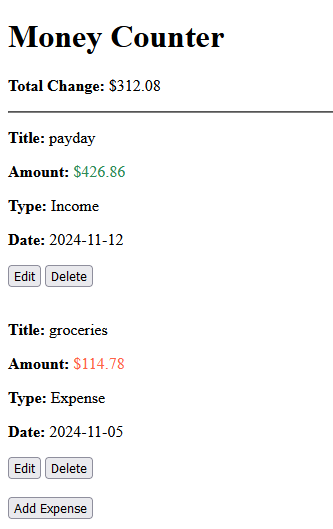 Money Counter
Total Change: $312.08
Title: payday
Amount: $426.86
Type: Income
Date: 2024-11-12
Edit Delete
Title: groceries
Amount: $114.78
Type: Expense
Date: 2024-11-05
Edit Delete
Add Expense